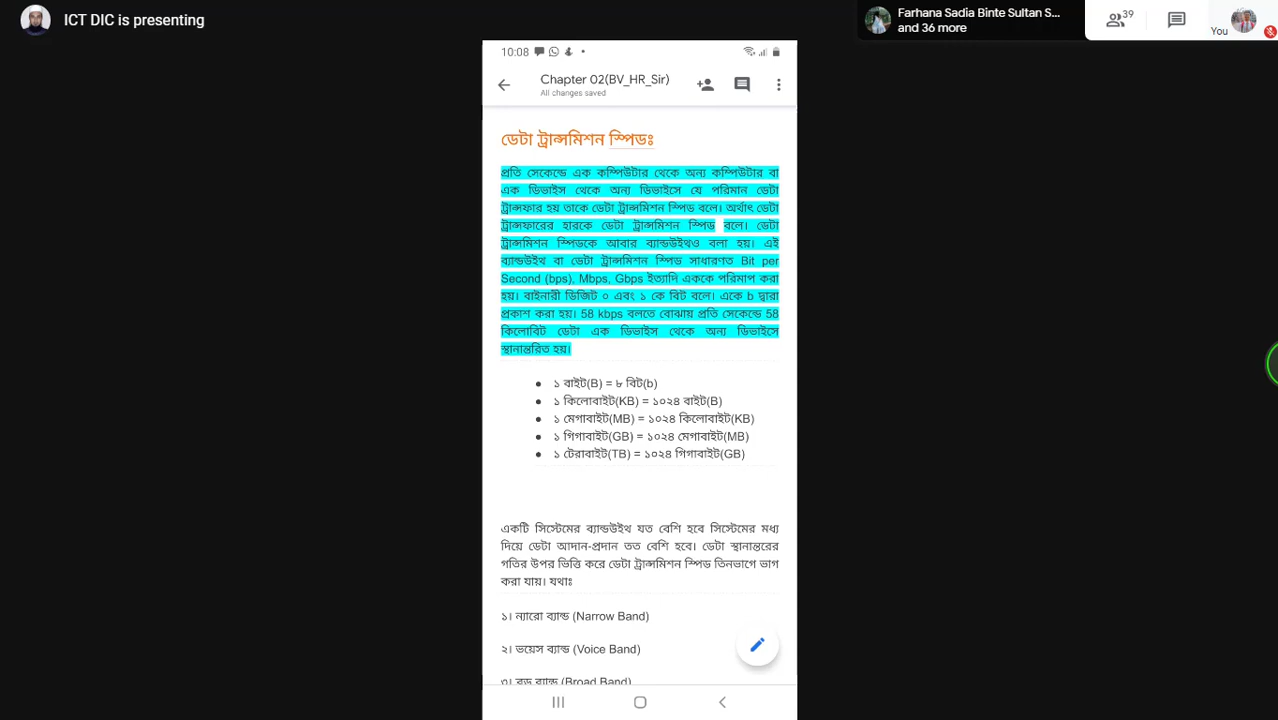 ICT DIC is presenting
Farhana Sadia Binte Sultan S...
and 36 more
39
You
10:08
Chapter 02(BV_HR_Sir)
All changes saved
ডেটা ট্রান্সমিশন স্পিডঃ
প্রতি সেকেন্ডে এক কম্পিউটার থেকে অন্য কম্পিউটার বা
এক ডিভাইস থেকে অন্য ডিভাইসে যে পরিমান ডেটা
ট্রান্সফার হয় তাকে ডেটা ট্রান্সমিশন স্পিড বলে। অর্থাৎ ডেটা
ট্রান্সফারের হারকে ডেটা ট্রান্সমিশন স্পিড বলে। ডেটা
ট্রান্সমিশন স্পিডকে আবার ব্যান্ডউইথও বলা হয়। এই
ব্যান্ডউইথ বা ডেটা ট্রান্সমিশন স্পিড সাধারণত Bit per
Second (bps), Mbps, Gbps ইত্যাদি এককে পরিমাপ করা
হয়। বাইনারী ডিজিট ০ এবং ১ কে বিট বলে। একে b দ্বারা
প্রকাশ করা হয়। 58 kbps বলতে বোঝায় প্রতি সেকেন্ডে 58
কিলোবিট ডেটা এক ডিভাইস থেকে অন্য ডিভাইসে
স্থানান্তরিত হয়।
● ১ বাইট(B) = ৮ বিট(b)
● ১ কিলোবাইট(KB) = ১০২৪ বাইট(B)
● ১ মেগাবাইট(MB) = ১০২৪ কিলোবাইট(KB)
● ১ গিগাবাইট(GB) = ১০২৪ মেগাবাইট(MB)
● ১ টেরাবাইট(TB) = ১০২৪ গিগাবাইট(GB)
একটি সিস্টেমের ব্যান্ডউইথ যত বেশি হবে সিস্টেমের মধ্য
দিয়ে ডেটা আদান-প্রদান তত বেশি হবে। ডেটা স্থানান্তরের
গতির উপর ভিত্তি করে ডেটা ট্রান্সমিশন স্পিড তিনভাগে ভাগ
করা যায়। যথাঃ
১। ন্যারো ব্যান্ড (Narrow Band)
২। ভয়েস ব্যান্ড (Voice Band)
৩। ব্রড ব্যান্ড (Broad Band)